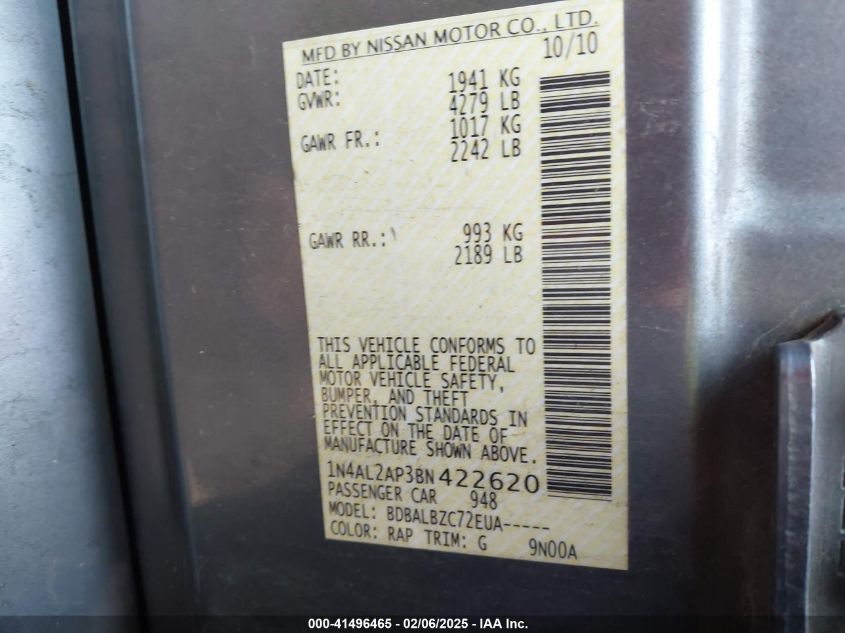 MFD BY NISSAN MOTOR CO., LTD.
DATE: 10/10
GVWR: 1941 KG
4279 LB
GAWR FR.: 1017 KG
2242 LB
GAWR RR.: 993 KG
2189 LB
THIS VEHICLE CONFORMS TO
ALL APPLICABLE FEDERAL
MOTOR VEHICLE SAFETY,
BUMPER, AND THEFT
PREVENTION STANDARDS IN
EFFECT ON THE DATE OF
MANUFACTURE SHOWN ABOVE.
1N4AL2AP3BN422620
PASSENGER CAR 948
MODEL: BDBALBZC72EUA-----
COLOR: RAP TRIM: G 9N00A
000-41496465 - 02/06/2025 - IAA Inc.